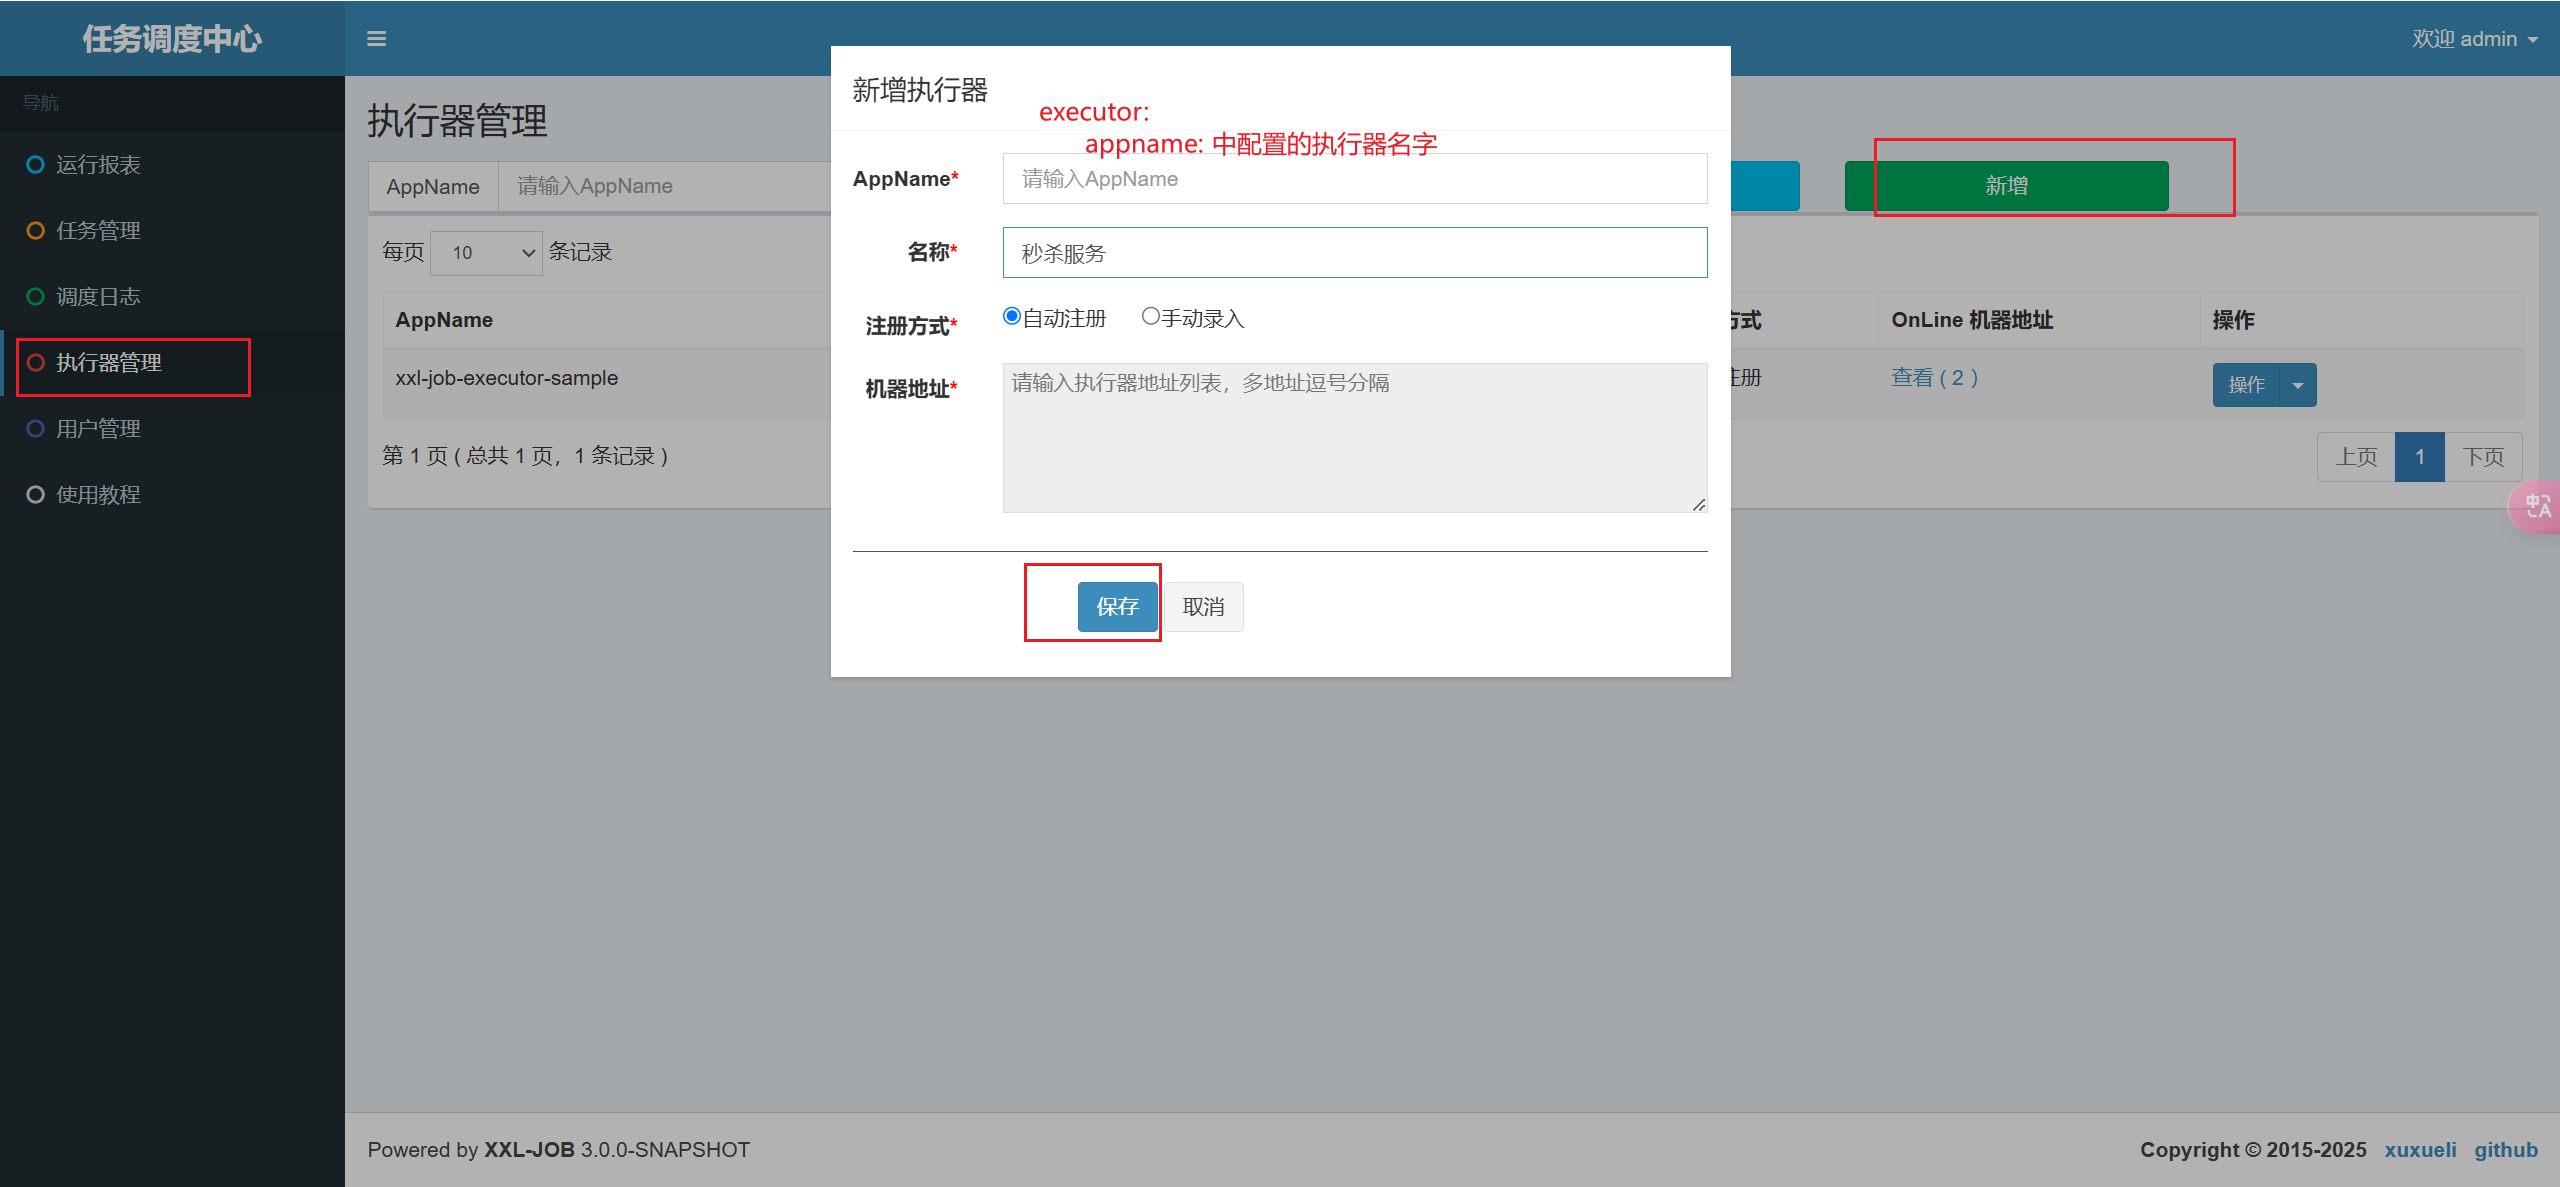 任务调度中心
欢迎 admin
导航
运行报表
任务管理
调度日志
执行器管理
用户管理
使用教程
执行器管理
AppName 请输入AppName
新增
每页 10 条记录
AppName 方式 OnLine 机器地址 操作
xxl-job-executor-sample 注册 查看 ( 2 ) 操作
第 1 页 ( 总共 1 页，1 条记录 )
上页 1 下页
新增执行器
executor:
appname: 中配置的执行器名字
AppName* 请输入AppName
名称* 秒杀服务
注册方式* 自动注册 手动录入
机器地址* 请输入执行器地址列表，多地址逗号分隔
保存 取消
中A
Powered by XXL-JOB 3.0.0-SNAPSHOT
Copyright © 2015-2025 xuxueli github